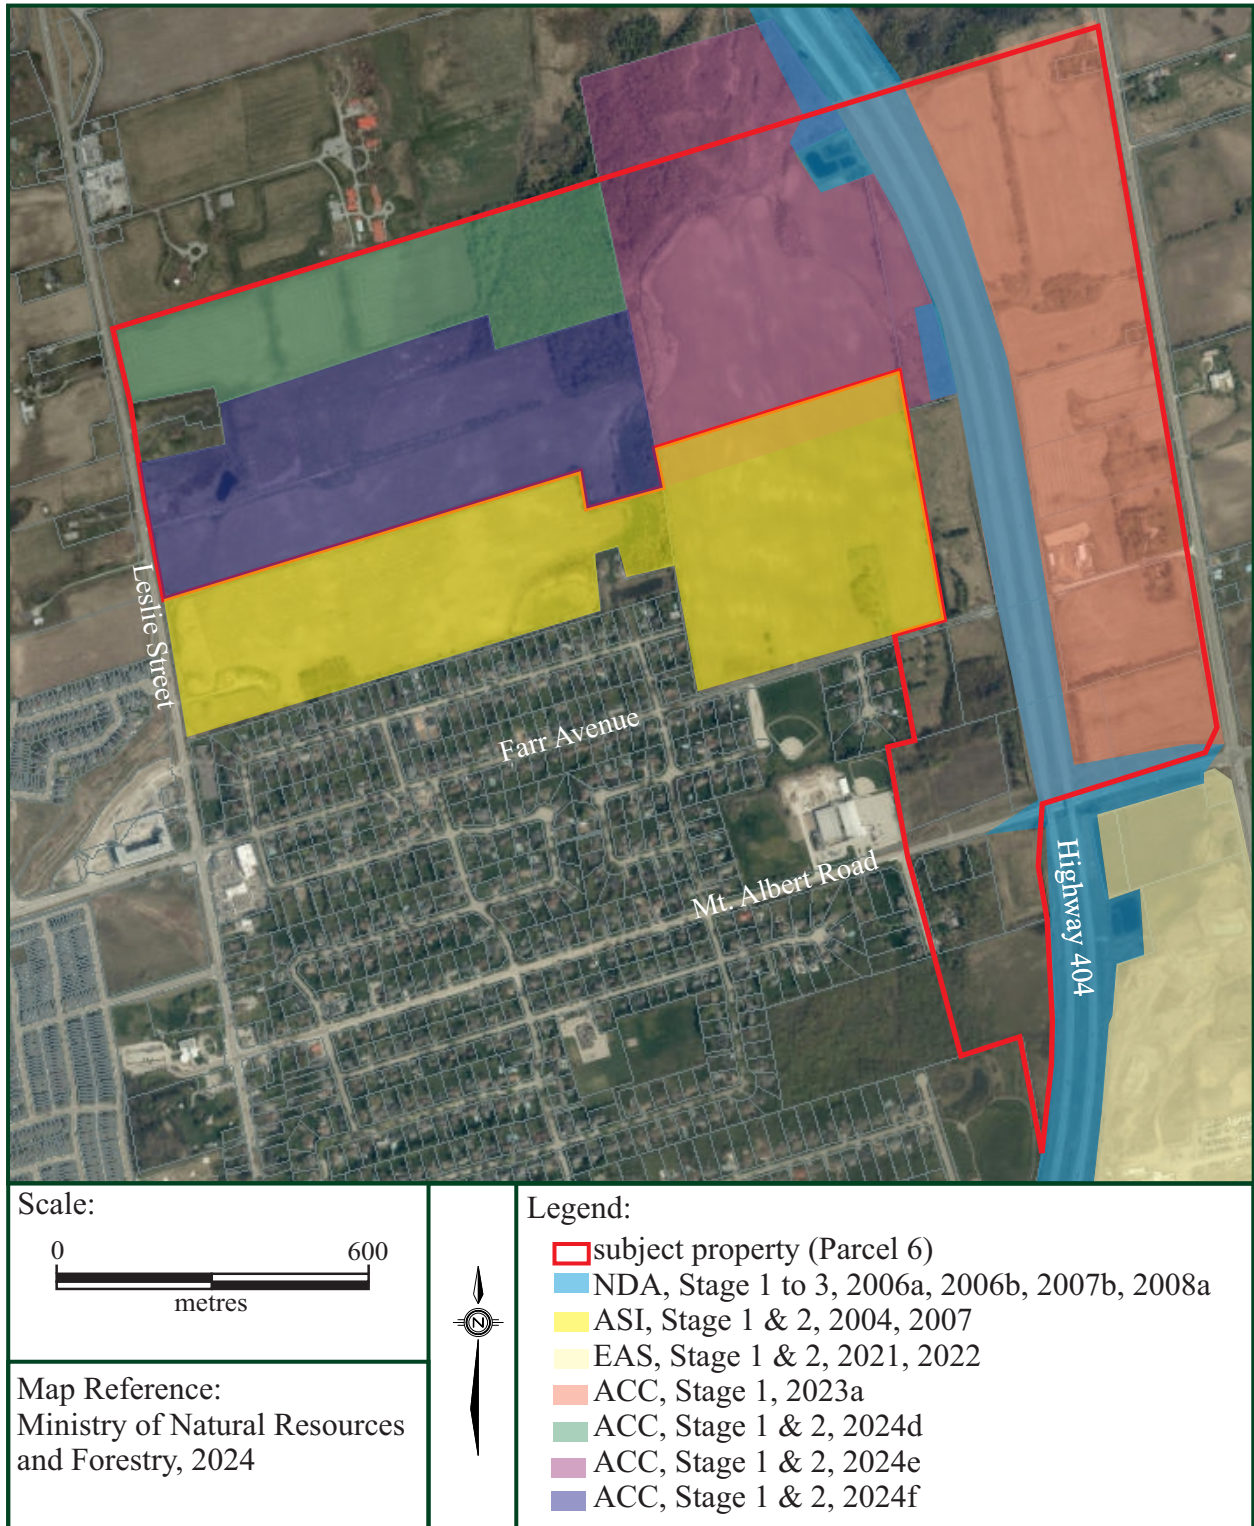 Leslie Street
Farr Avenue
Mt. Albert Road
Highway 404
Scale:
0 600
metres
Map Reference:
Ministry of Natural Resources
and Forestry, 2024
N
Legend:
subject property (Parcel 6)
NDA, Stage 1 to 3, 2006a, 2006b, 2007b, 2008a
ASI, Stage 1 & 2, 2004, 2007
EAS, Stage 1 & 2, 2021, 2022
ACC, Stage 1, 2023a
ACC, Stage 1 & 2, 2024d
ACC, Stage 1 & 2, 2024e
ACC, Stage 1 & 2, 2024f